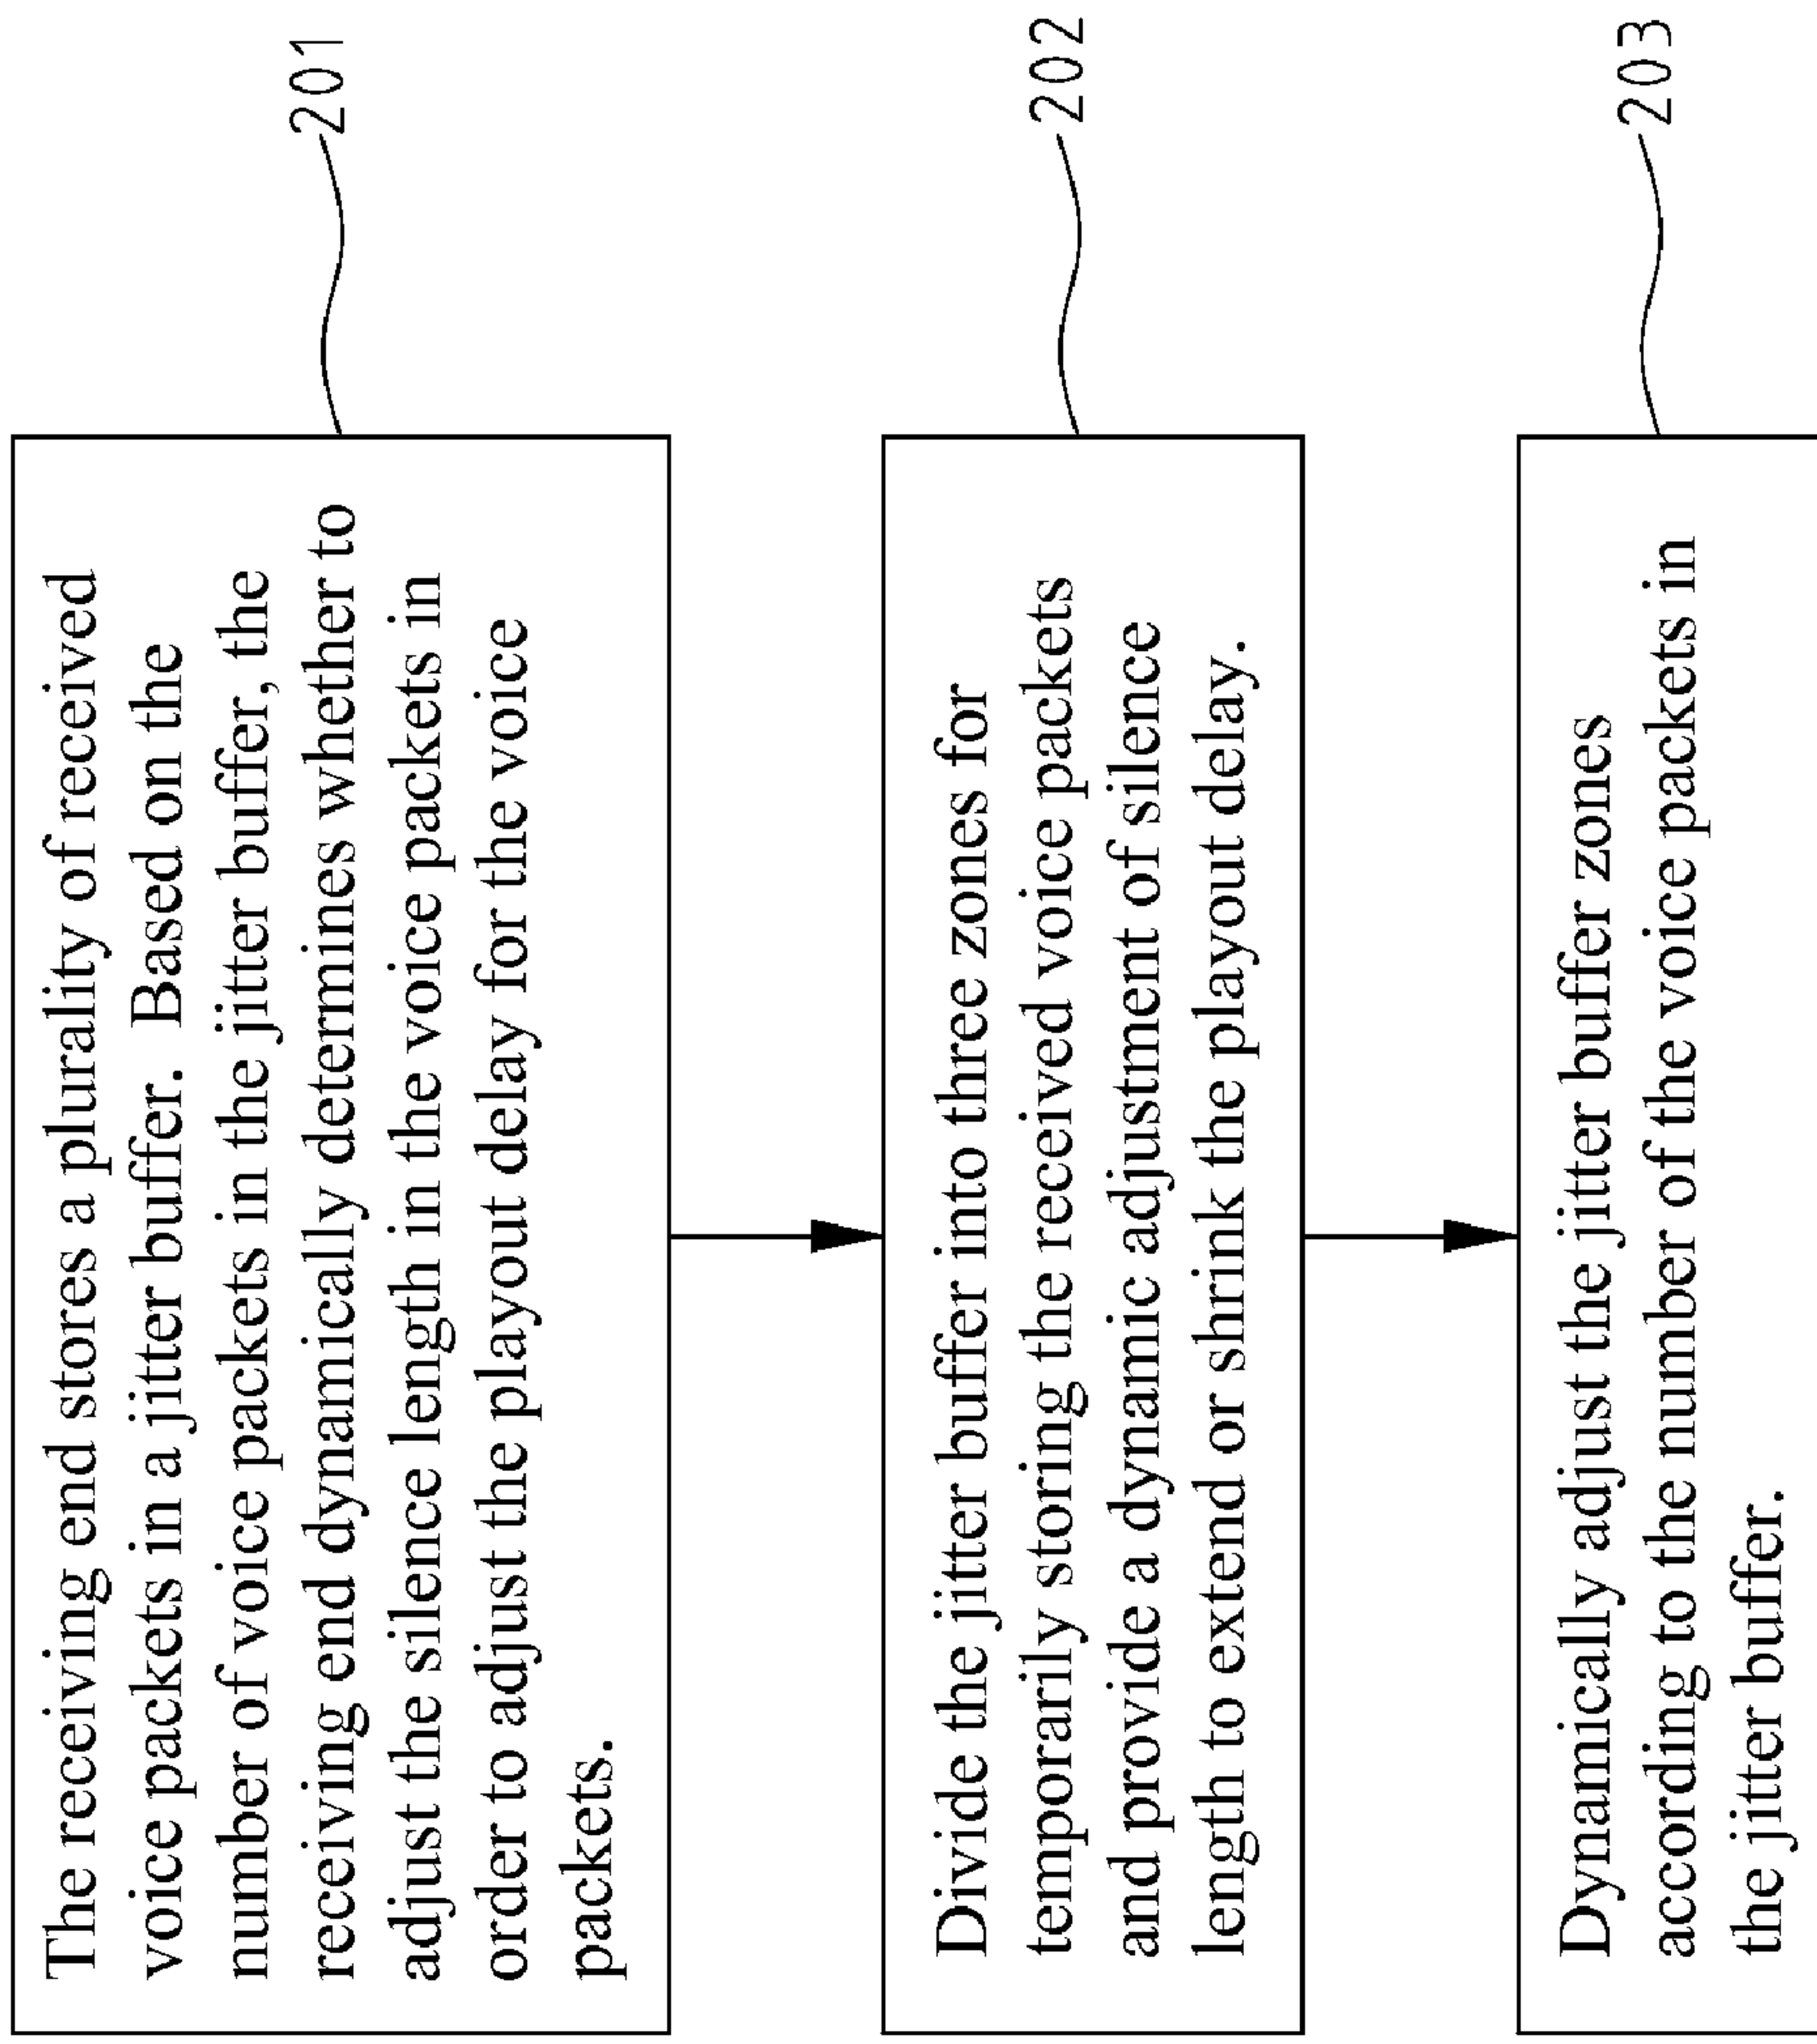 The receiving end stores a plurality of received
voice packets in a jitter buffer. Based on the
number of voice packets in the jitter buffer, the
receiving end dynamically determines whether to
adjust the silence length in the voice packets in
order to adjust the playout delay for the voice
packets.
201
Divide the jitter buffer into three zones for
temporarily storing the received voice packets
and provide a dynamic adjustment of silence
length to extend or shrink the playout delay.
202
Dynamically adjust the jitter buffer zones
according to the number of the voice packets in
the jitter buffer.
203